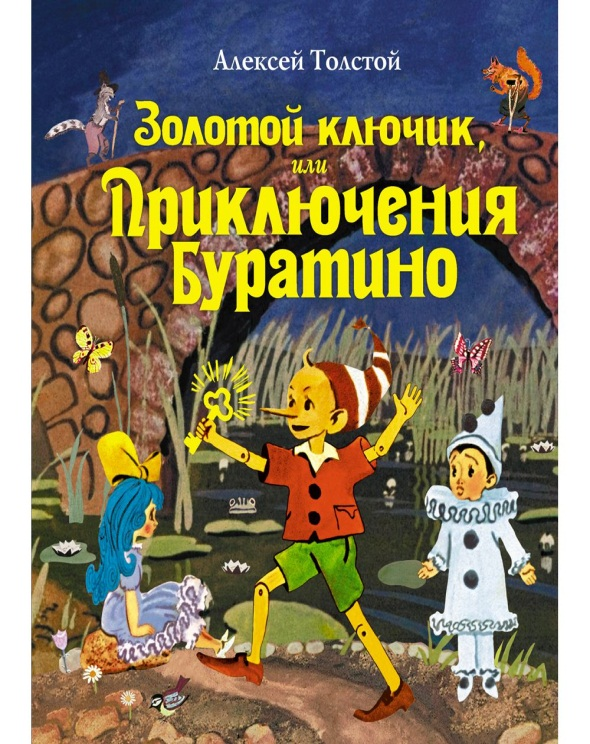 Алексей Толстой
Золотой ключик,
или
Приключения
Буратино